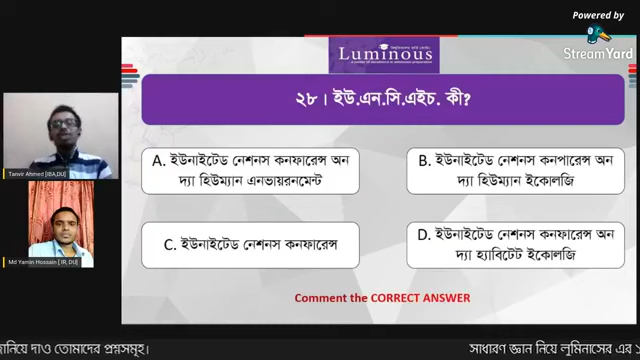 Powered by
StreamYard
Luminous
২৮। ইউ.এন.সি.এইচ. কী?
A. ইউনাইটেড নেশনস কনফারেন্স অন
দ্যা হিউম্যান এনভায়রনমেন্ট
B. ইউনাইটেড নেশনস কনপারেন্স অন
দ্যা হিউম্যান ইকোলজি
C. ইউনাইটেড নেশনস কনফারেন্স
D. ইউনাইটেড নেশনস কনফারেন্স অন
দ্যা হ্যাবিটেট ইকোলজি
Comment the CORRECT ANSWER
Tanvir Ahmed [IBA,DU]
Md Yamin Hossain [ IR, DU]
জানিয়ে দাও তোমাদের প্রশ্নসমূহ।
সাধারণ জ্ঞান নিয়ে লুমিনাসের এর